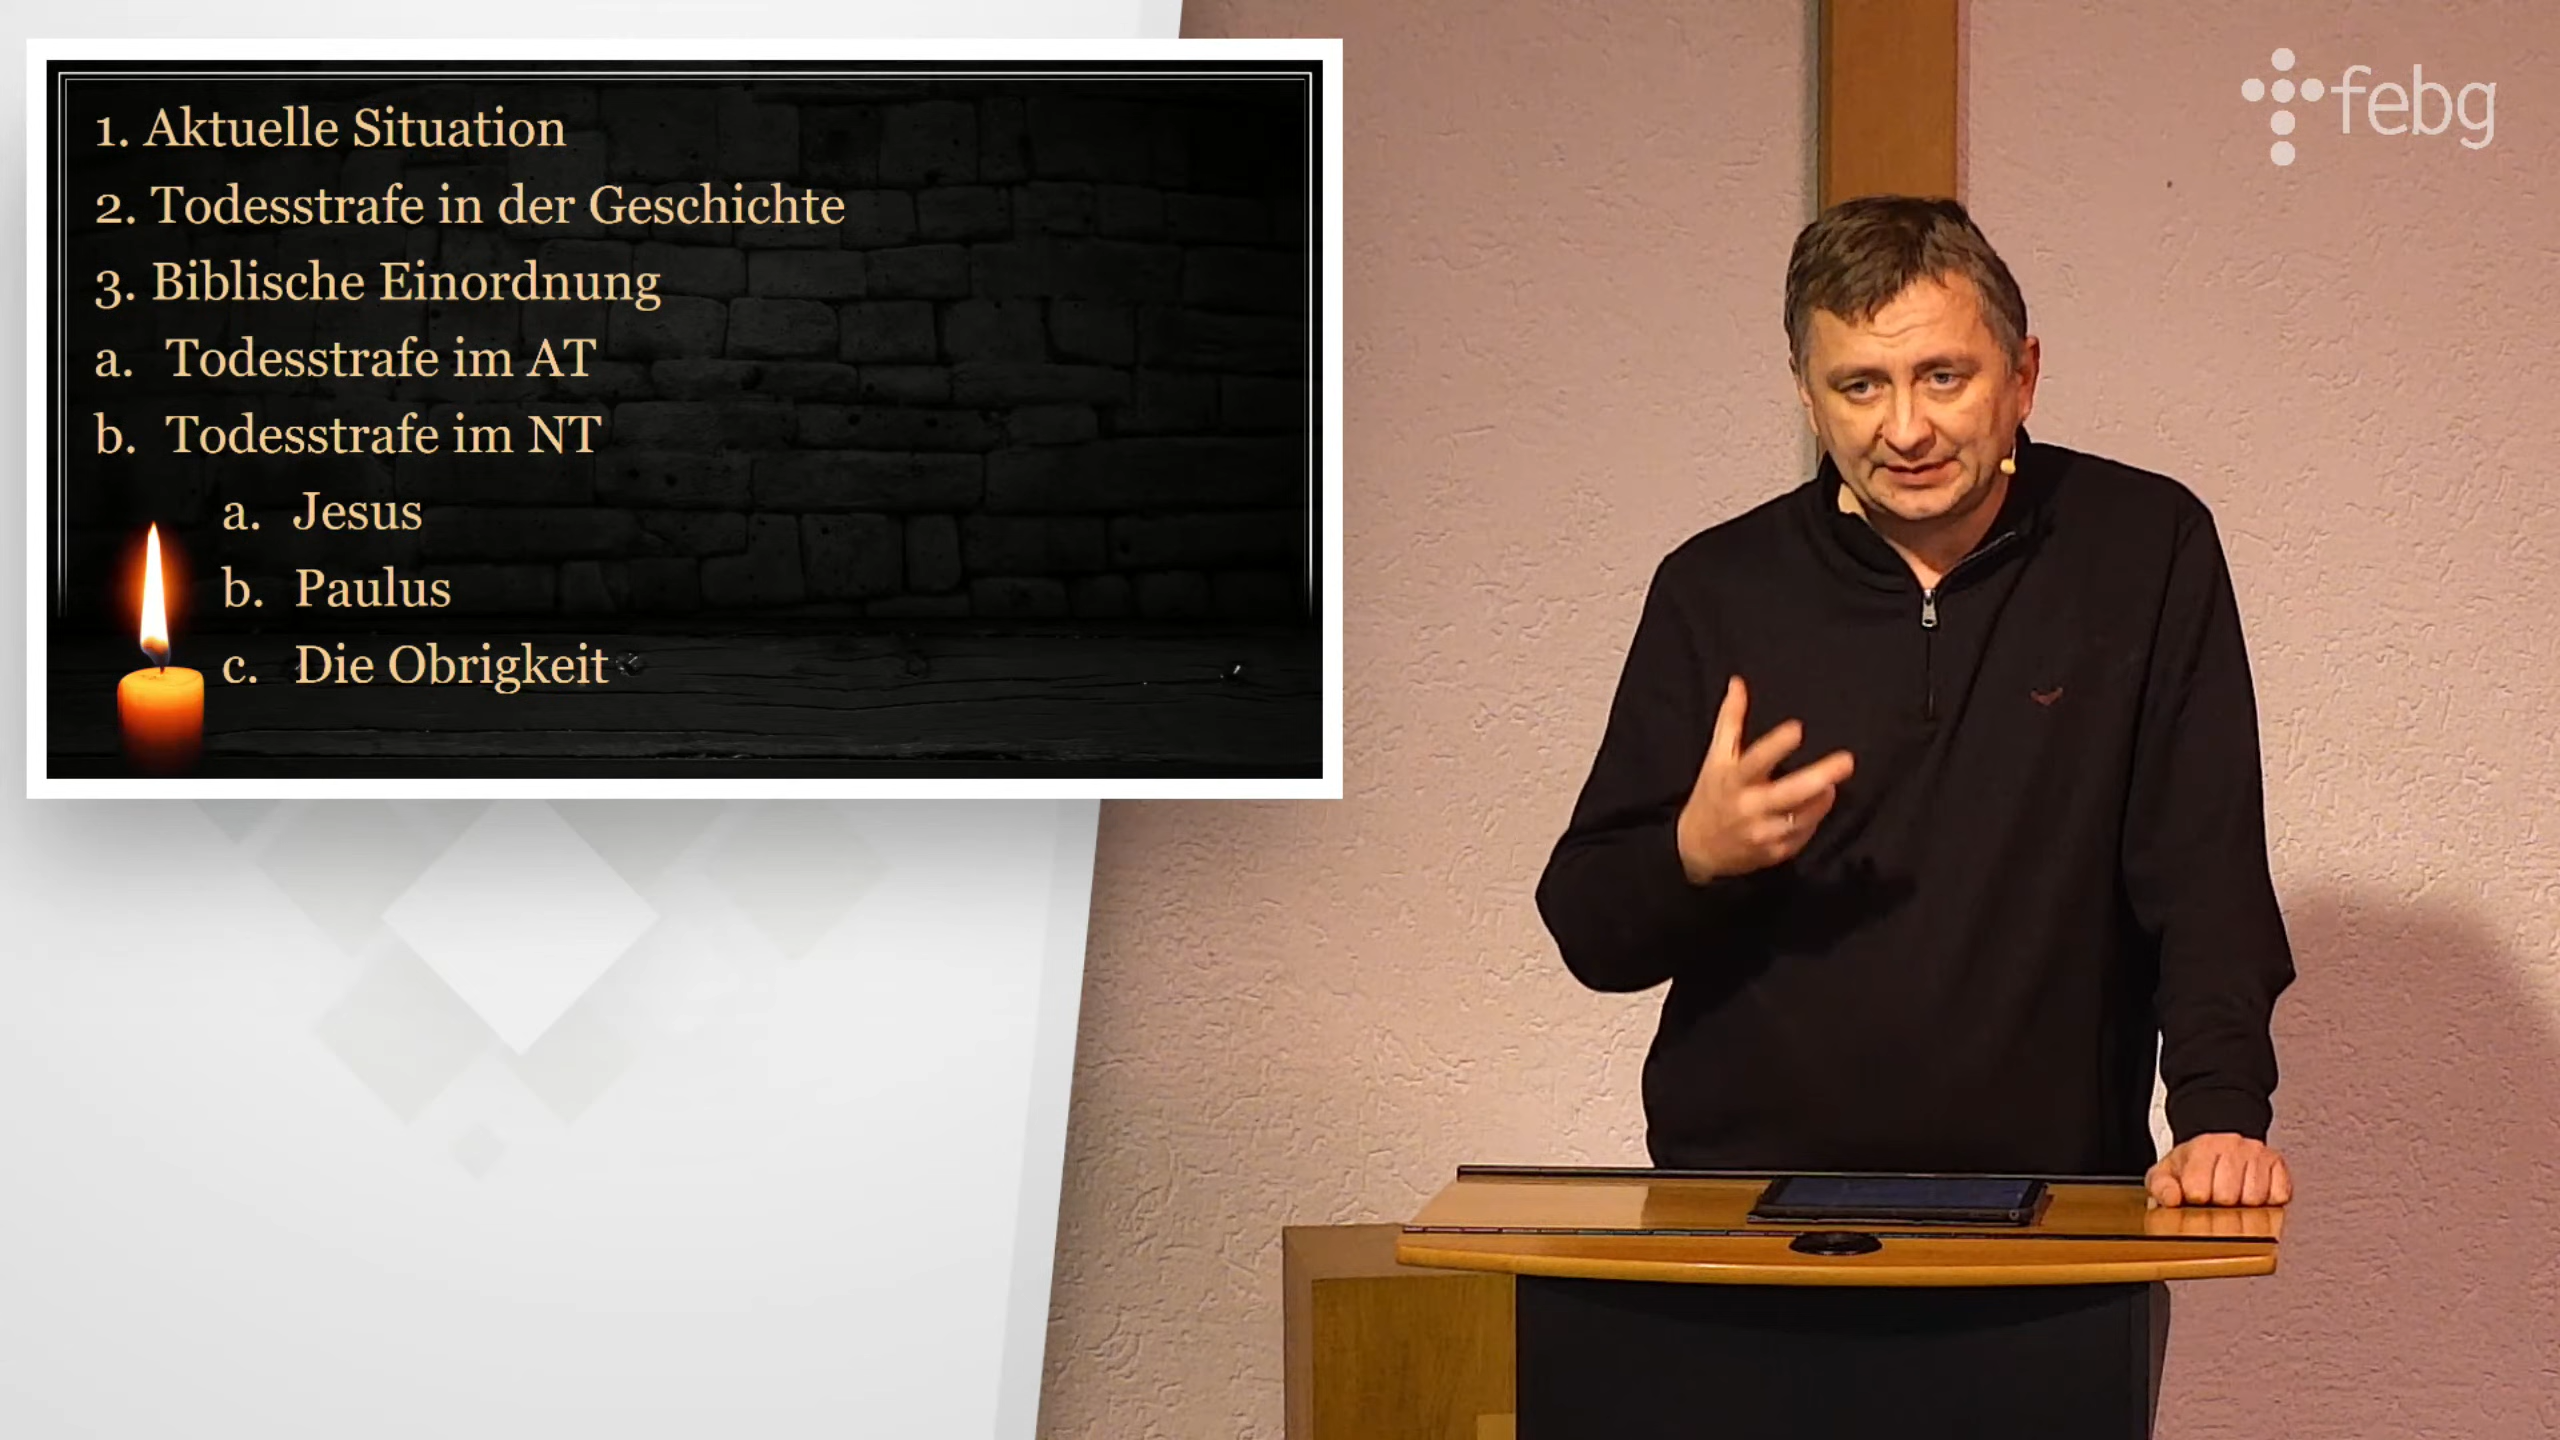 1. Aktuelle Situation
2. Todesstrafe in der Geschichte
3. Biblische Einordnung
a. Todesstrafe im AT
b. Todesstrafe im NT
a. Jesus
b. Paulus
c. Die Obrigkeit
febg